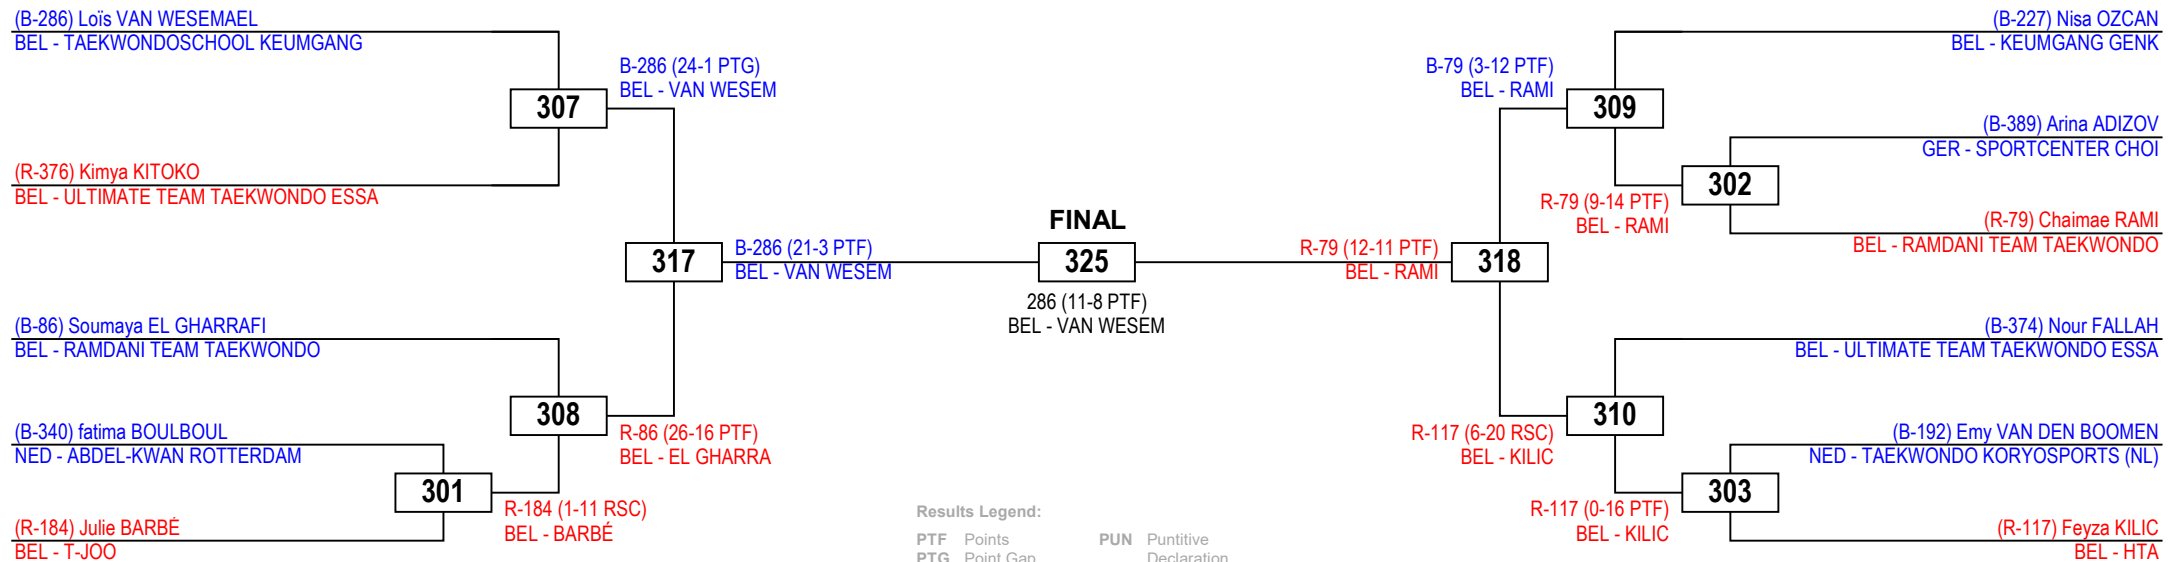 (B-286) Loïs VAN WESEMAEL
BEL - TAEKWONDOSCHOOL KEUMGANG
B-286 (24-1 PTG)
BEL - VAN WESEM
307
(R-376) Kimya KITOKO
BEL - ULTIMATE TEAM TAEKWONDO ESSA
317
B-286 (21-3 PTF)
BEL - VAN WESEM
(B-86) Soumaya EL GHARRAFI
BEL - RAMDANI TEAM TAEKWONDO
308
R-86 (26-16 PTF)
BEL - EL GHARRA
(B-340) fatima BOULBOUL
NED - ABDEL-KWAN ROTTERDAM
301
R-184 (1-11 RSC)
BEL - BARBÉ
(R-184) Julie BARBÉ
BEL - T-JOO
FINAL
325
286 (11-8 PTF)
BEL - VAN WESEM
(B-227) Nisa OZCAN
BEL - KEUMGANG GENK
B-79 (3-12 PTF)
BEL - RAMI
309
(B-389) Arina ADIZOV
GER - SPORTCENTER CHOI
302
R-79 (9-14 PTF)
BEL - RAMI
(R-79) Chaimae RAMI
BEL - RAMDANI TEAM TAEKWONDO
R-79 (12-11 PTF)
BEL - RAMI
318
(B-374) Nour FALLAH
BEL - ULTIMATE TEAM TAEKWONDO ESSA
310
R-117 (6-20 RSC)
BEL - KILIC
(B-192) Emy VAN DEN BOOMEN
NED - TAEKWONDO KORYOSPORTS (NL)
303
R-117 (0-16 PTF)
BEL - KILIC
(R-117) Feyza KILIC
BEL - HTA
Results Legend:
PTF Points PUN Puntitive
PTG Point Gap Declaration